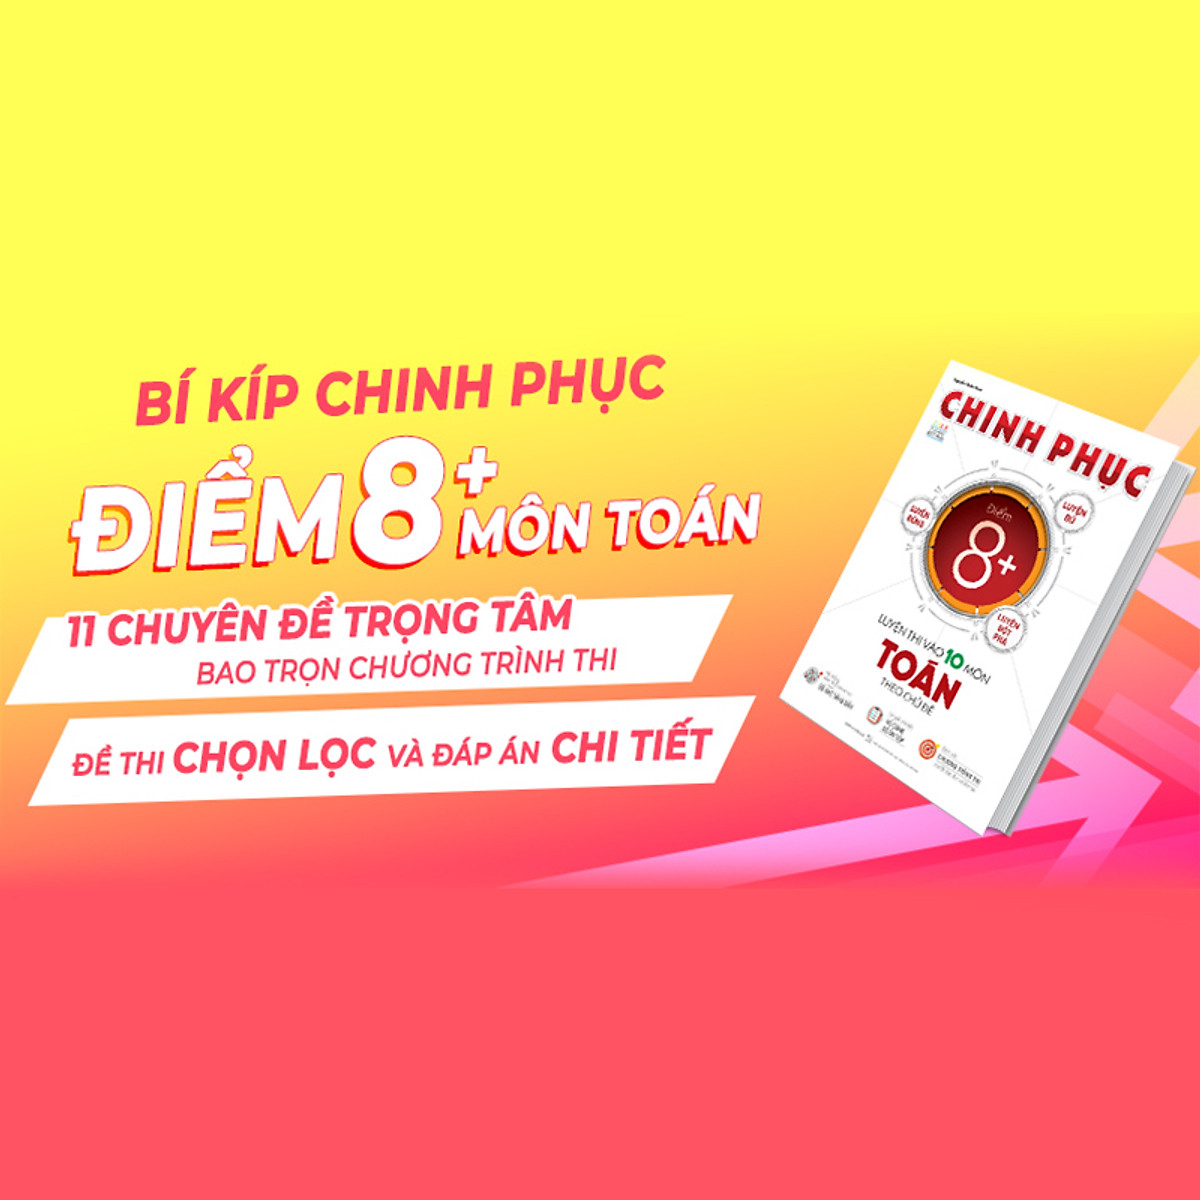 BÍ KÍP CHINH PHỤC
ĐIỂM 8+ MÔN TOÁN
11 CHUYÊN ĐỀ TRỌNG TÂM
BAO TRỌN CHƯƠNG TRÌNH THI
ĐỀ THI CHỌN LỌC VÀ ĐÁP ÁN CHI TIẾT
CHINH PHỤC
LUYỆN ĐÚNG
Điểm
8+
LUYỆN ĐỦ
LUYỆN ĐỘT PHÁ
LUYỆN THI VÀO 10 MÔN
TOÁN
THEO CHỦ ĐỀ